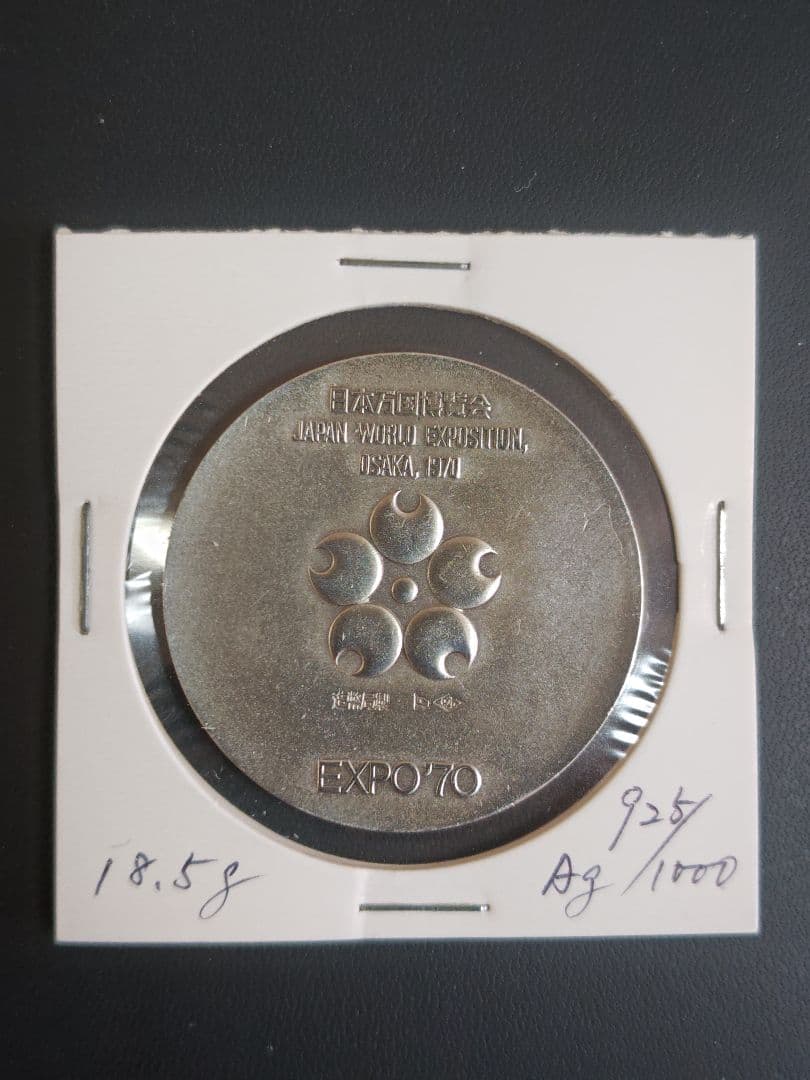 日本万国博覧会
JAPAN WORLD EXPOSITION,
OSAKA, 1970
造幣局製
EXPO'70
18.5g
925/1000
Ag